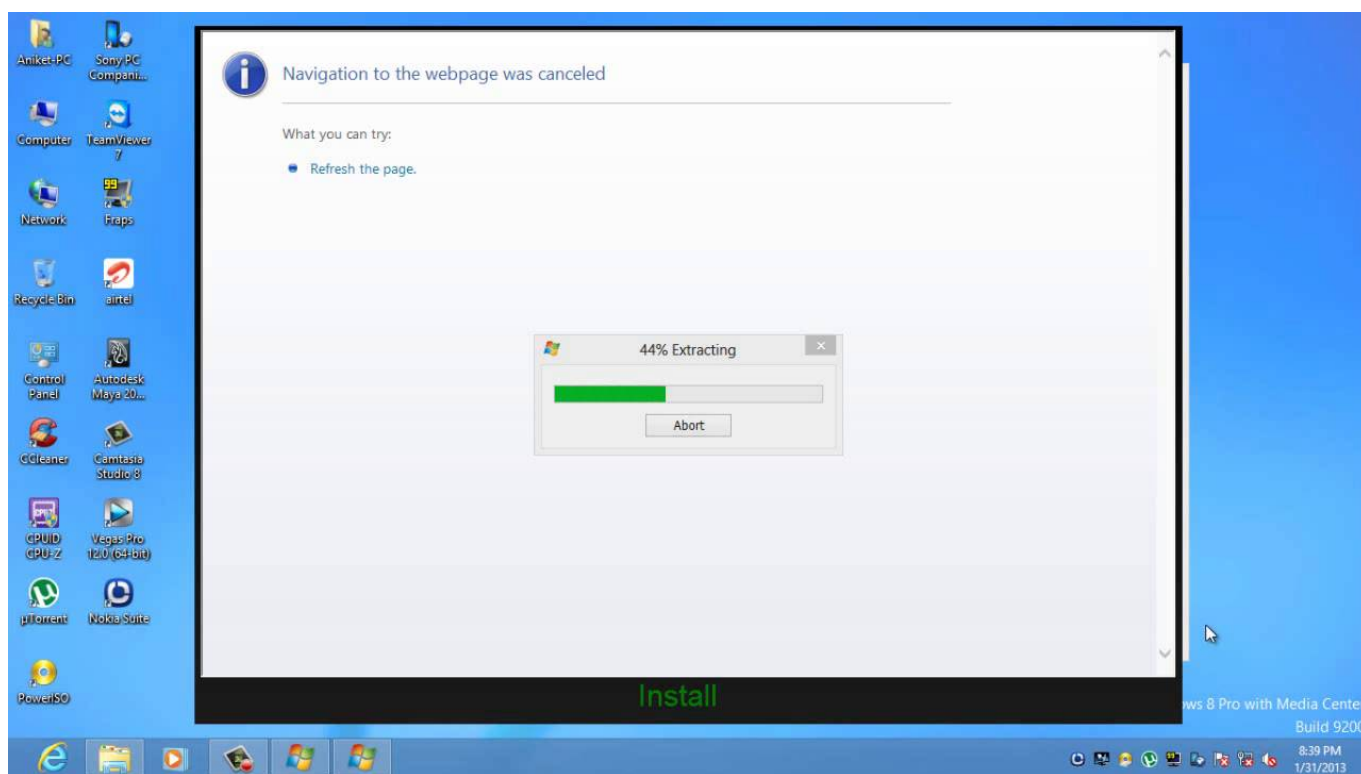 Aniket-PC
Sony PC
Compani...
Computer
TeamViewer
7
Network
99
Fraps
Recycle Bin
airtel
Control
Panel
Autodesk
Maya 20...
CCleaner
Camtasia
Studio 8
CPUID
CPU-Z
Vegas Pro
12.0 (64-bit)
µTorrent
Nokia Suite
PowerISO
Navigation to the webpage was canceled
What you can try:
Refresh the page.
44% Extracting
Abort
Install
ows 8 Pro with Media Cente
Build 9200
8:39 PM
1/31/2013